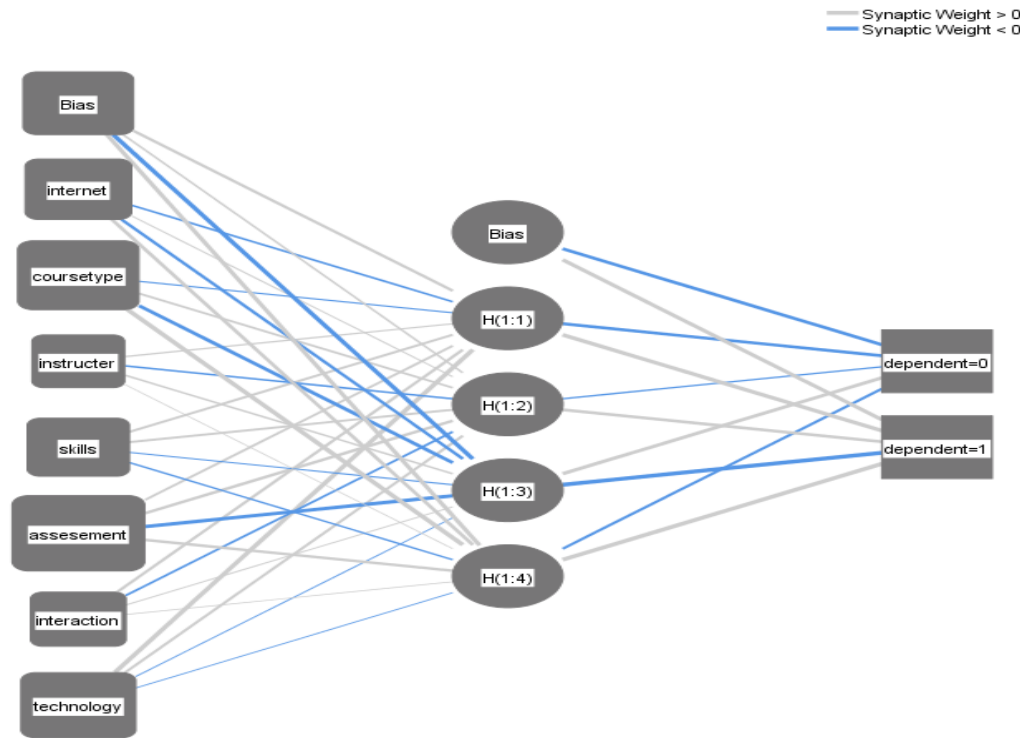 Synaptic Weight > 0
Synaptic Weight < 0
Bias
internet
coursetype
instructer
skills
assesement
interaction
technology
Bias
H(1:1)
H(1:2)
H(1:3)
H(1:4)
dependent=0
dependent=1